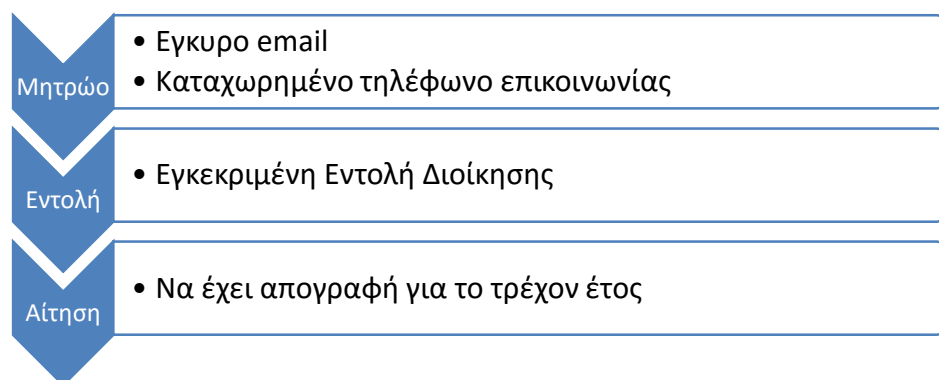 Μητρώο
• Εγκυρο email
• Καταχωρημένο τηλέφωνο επικοινωνίας
Εντολή
• Εγκεκριμένη Εντολή Διοίκησης
Αίτηση
• Να έχει απογραφή για το τρέχον έτος